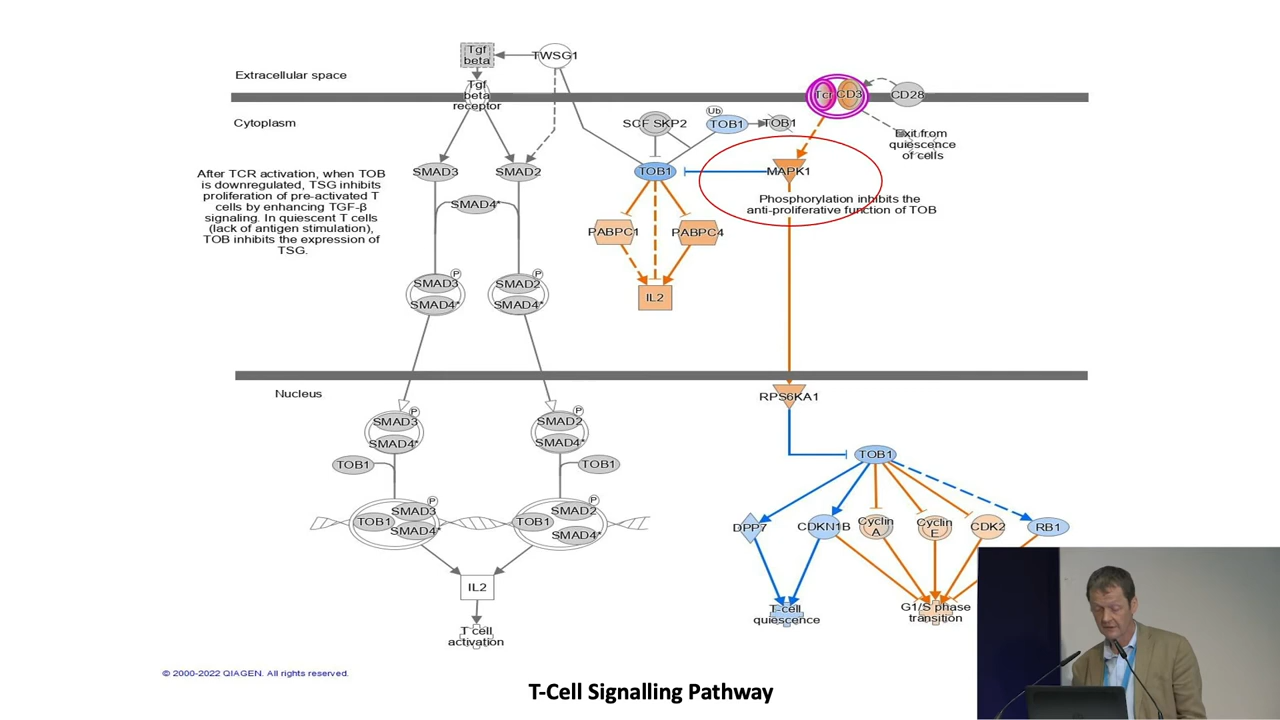 Tgf
beta
TWSG1
Extracellular space
Tgf
beta
receptor
Tcr
CD3
CD28
Cytoplasm
SCF SKP2
Ub
TOB1
TOB1
Exit from
quiescence
of cells
After TCR activation, when TOB
is downregulated, TSG inhibits
proliferation of pre-activated T
cells by enhancing TGF-β
signaling. In quiescent T cells
(lack of antigen stimulation),
TOB inhibits the expression of
TSG.
SMAD3
SMAD2
TOB1
MAPK1
SMAD4*
Phosphorylation inhibits the
anti-proliferative function of TOB
PABPC1
PABPC4
P
SMAD3
SMAD4*
P
SMAD2
SMAD4*
IL2
Nucleus
RPS6KA1
P
SMAD3
SMAD4*
P
SMAD2
SMAD4*
TOB1
TOB1
TOB1
P
SMAD3
TOB1
SMAD4*
P
SMAD2
TOB1
SMAD4*
DPP7
CDKN1B
Cyclin
A
Cyclin
E
CDK2
RB1
IL2
T cell
activation
T-cell
quiescence
G1/S phase
transition
© 2000-2022 QIAGEN. All rights reserved.
T-Cell Signalling Pathway